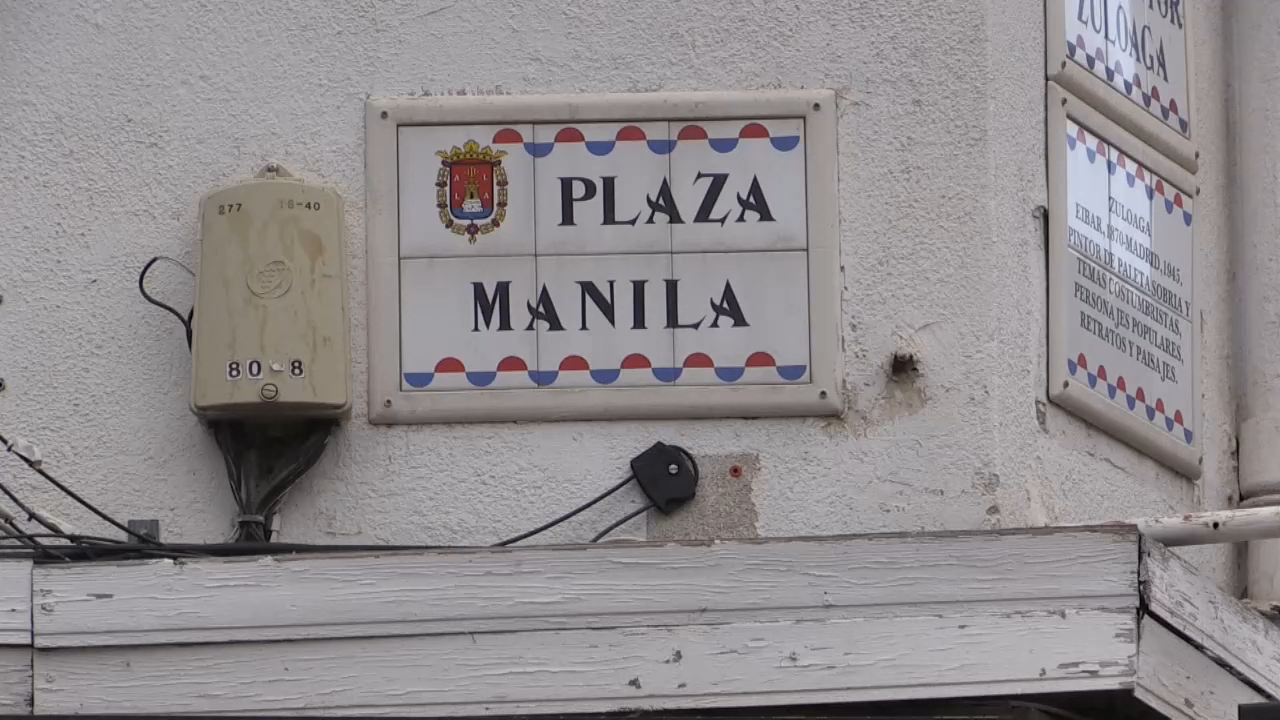 277 TS-40
80 8
A L
L A
PLAZA
MANILA
ZULOAGA
ZULOAGA
EIBAR, 1870-MADRID, 1945.
PINTOR DE PALETA SOBRIA Y
TEMAS COSTUMBRISTAS,
PERSONAJES POPULARES,
RETRATOS Y PAISAJES.